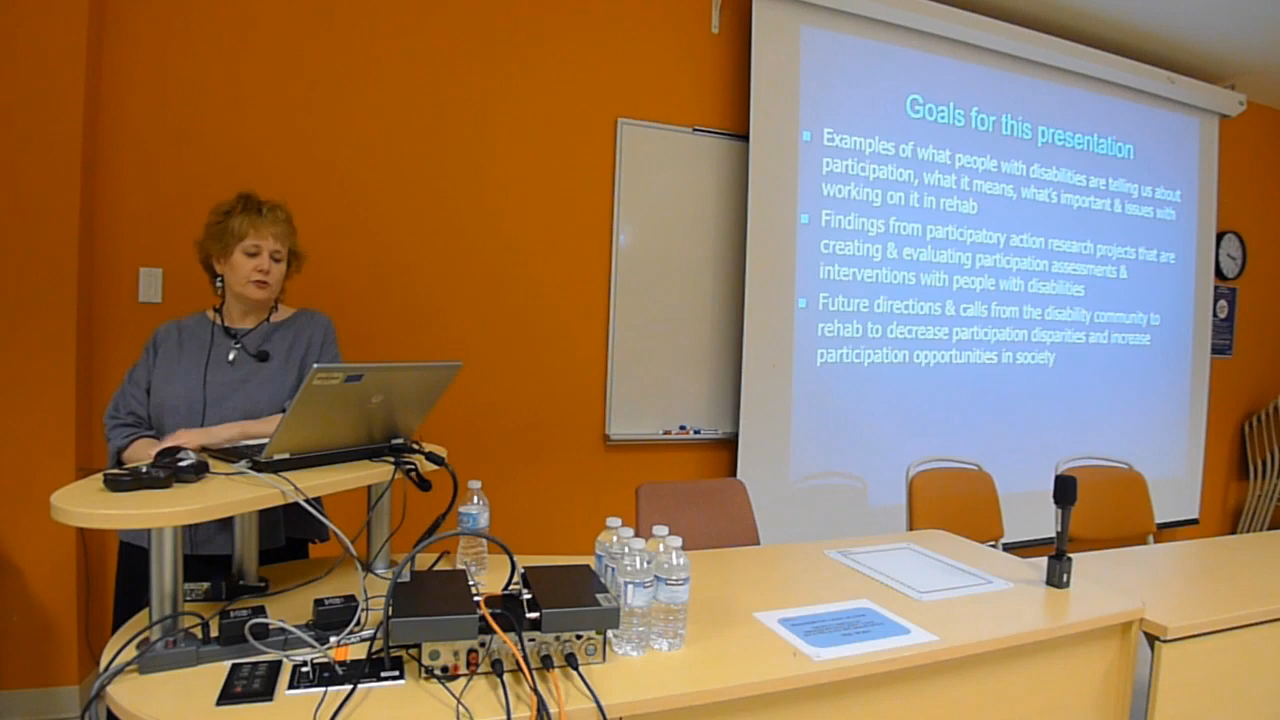 Goals for this presentation
Examples of what people with disabilities are telling us about
participation, what it means, what's important & issues with
working on it in rehab
Findings from participatory action research projects that are
creating & evaluating participation assessments &
interventions with people with disabilities
Future directions & calls from the disability community to
rehab to decrease participation disparities and increase
participation opportunities in society